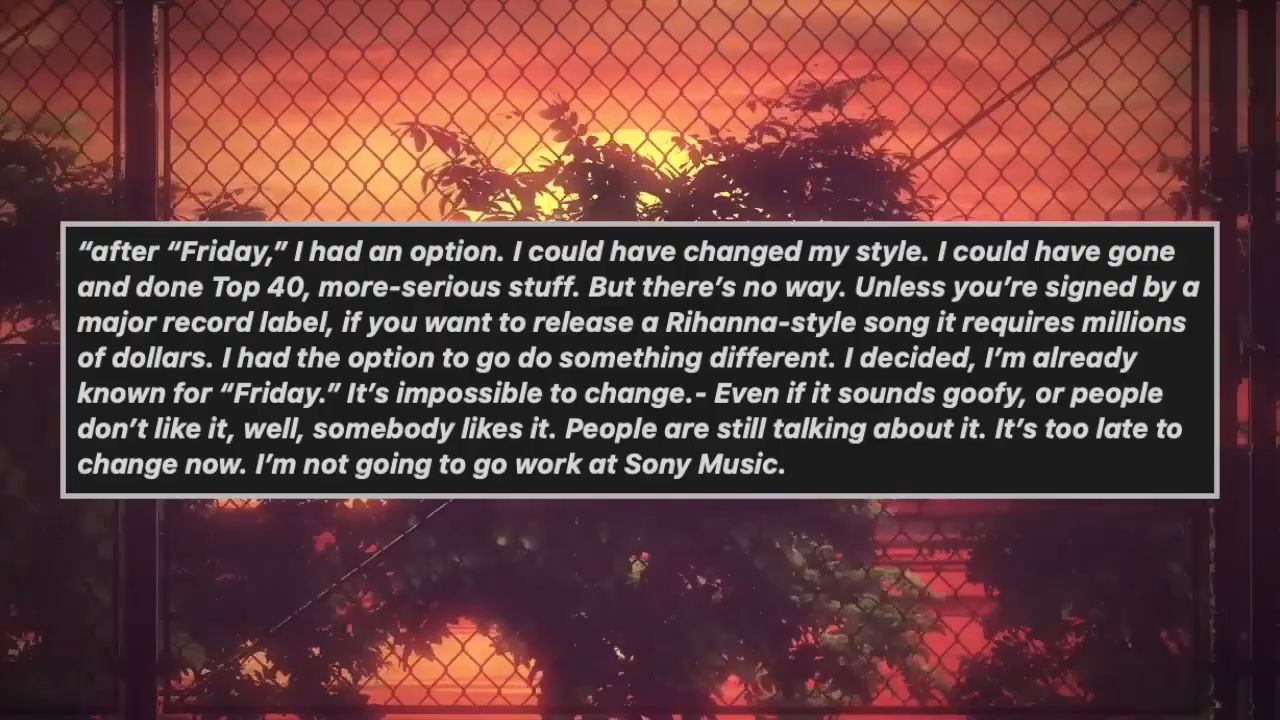 “after “Friday,” I had an option. I could have changed my style. I could have gone
and done Top 40, more-serious stuff. But there’s no way. Unless you’re signed by a
major record label, if you want to release a Rihanna-style song it requires millions
of dollars. I had the option to go do something different. I decided, I’m already
known for “Friday.” It’s impossible to change.- Even if it sounds goofy, or people
don’t like it, well, somebody likes it. People are still talking about it. It’s too late to
change now. I’m not going to go work at Sony Music.